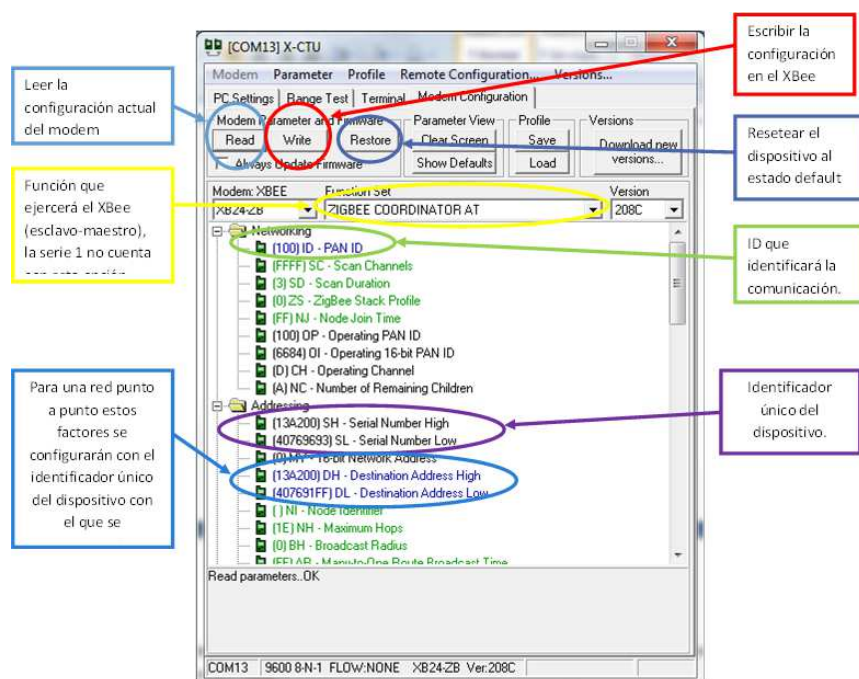 Leer la
configuración actual
del modem
Función que
ejercerá el XBee
(esclavo-maestro),
la serie 1 no cuenta
Para una red punto
a punto estos
factores se
configurarán con el
identificador único
del dispositivo con
el que se
[COM13] X-CTU
Modem Parameter Profile Remote Configuration... Versions...
PC Settings Range Test Terminal Modem Configuration
Modem Parameter and Firmware Parameter View Profile Versions
Read Write Restore Clear Screen Save Download new
versions...
Always Update Firmware Show Defaults Load
Modem: XBEE Function Set Version
XB24-ZB ZIGBEE COORDINATOR AT 208C
Networking
(100) ID - PAN ID
(FFFF) SC - Scan Channels
(3) SD - Scan Duration
(0) ZS - ZigBee Stack Profile
(FF) NJ - Node Join Time
(100) OP - Operating PAN ID
(6684) OI - Operating 16-bit PAN ID
(D) CH - Operating Channel
(A) NC - Number of Remaining Children
Addressing
(13A200) SH - Serial Number High
(40769693) SL - Serial Number Low
(0) MY - 16-bit Network Address
(13A200) DH - Destination Address High
(407691FF) DL - Destination Address Low
( ) NI - Node Identifier
(1E) NH - Maximum Hops
(0) BH - Broadcast Radius
(FF) AR - Many-to-One Route Broadcast Time
Read parameters..OK
COM13 9600 8-N-1 FLOW:NONE XB24-ZB Ver:208C
Escribir la
configuración
en el XBee
Resetear el
dispositivo al
estado default
ID que
identificará la
comunicación.
Identificador
único del
dispositivo.